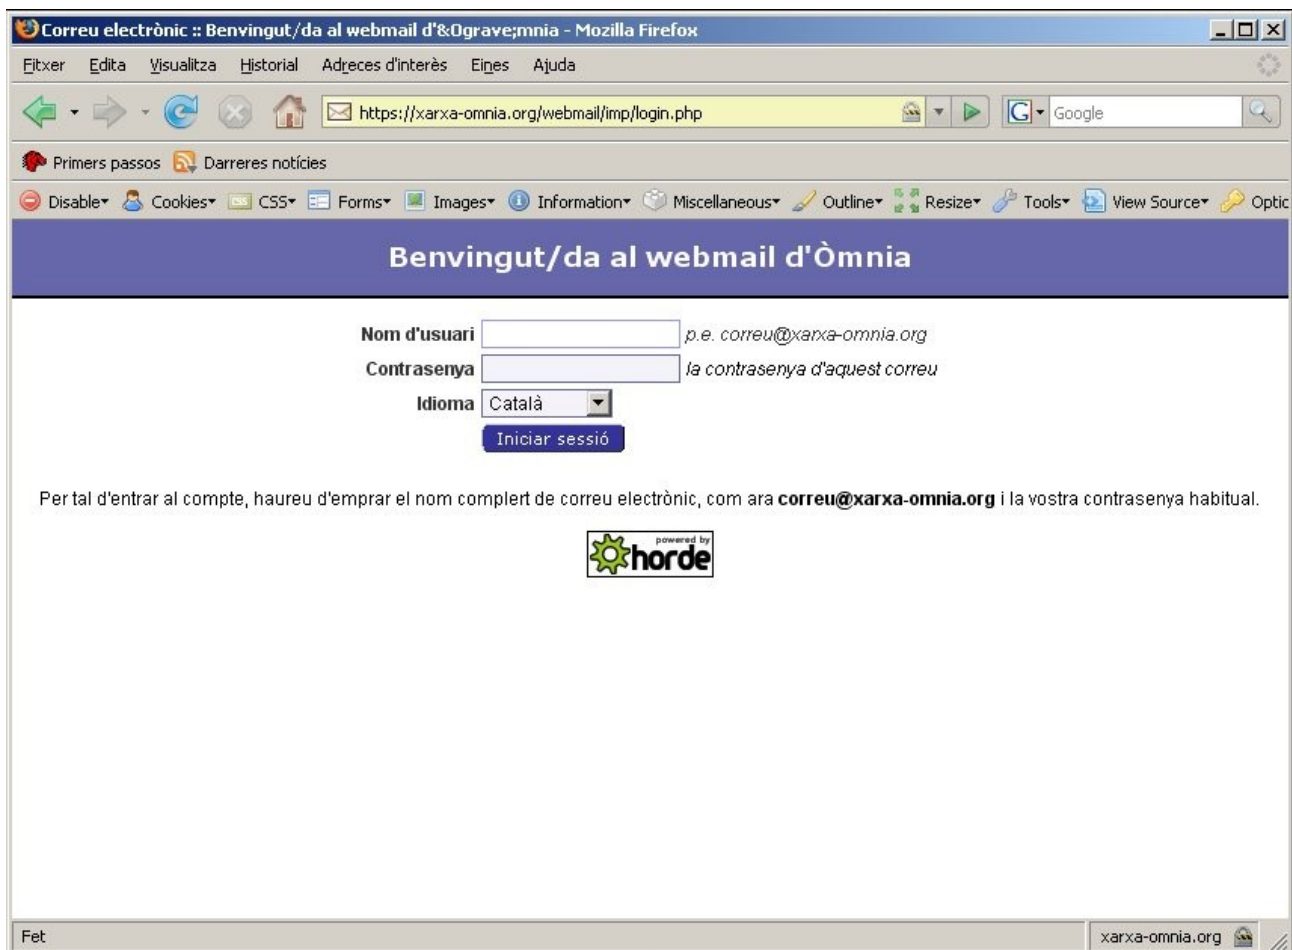 Correu electrònic :: Benvingut/da al webmail d'&Ograve;mnia - Mozilla Firefox
Fitxer Edita Visualitza Historial Adreces d'interès Eines Ajuda
https://xarxa-omnia.org/webmail/imp/login.php G Google
Primers passos Darreres notícies
Disable Cookies CSS Forms Images Information Miscellaneous Outline Resize Tools View Source Optic
Benvingut/da al webmail d'Òmnia
Nom d'usuari p.e. correu@xarxa-omnia.org
Contrasenya la contrasenya d'aquest correu
Idioma Català
Iniciar sessió
Per tal d'entrar al compte, haureu d'emprar el nom complert de correu electrònic, com ara correu@xarxa-omnia.org i la vostra contrasenya habitual.
powered by
horde
Fet xarxa-omnia.org